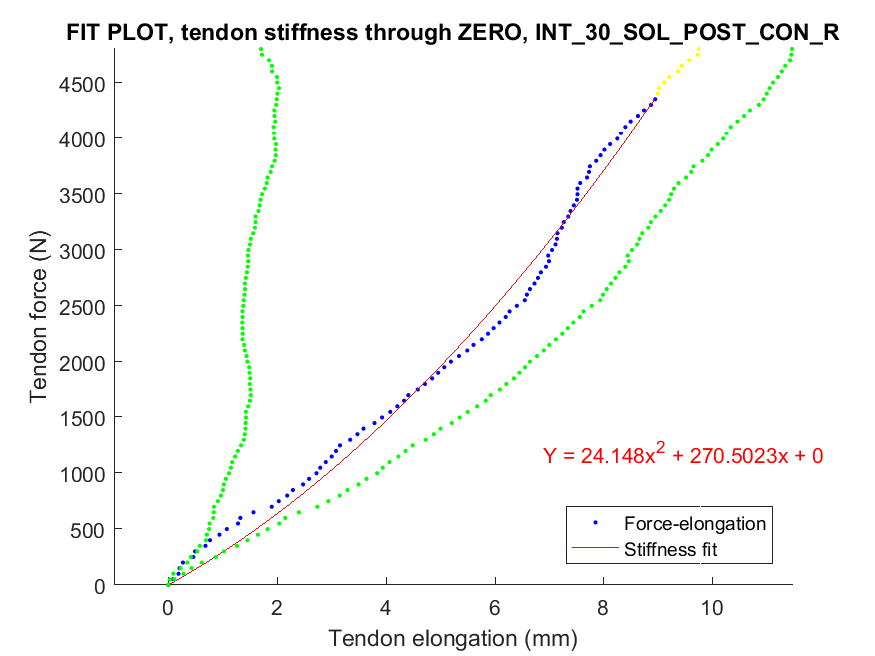 FIT PLOT, tendon stiffness through ZERO, INT_30_SOL_POST_CON_R
4500
4000
3500
3000
2500
2000
1500
1000
500
0
Tendon force (N)
Y = 24.148x² + 270.5023x + 0
Force-elongation
Stiffness fit
0 2 4 6 8 10
Tendon elongation (mm)